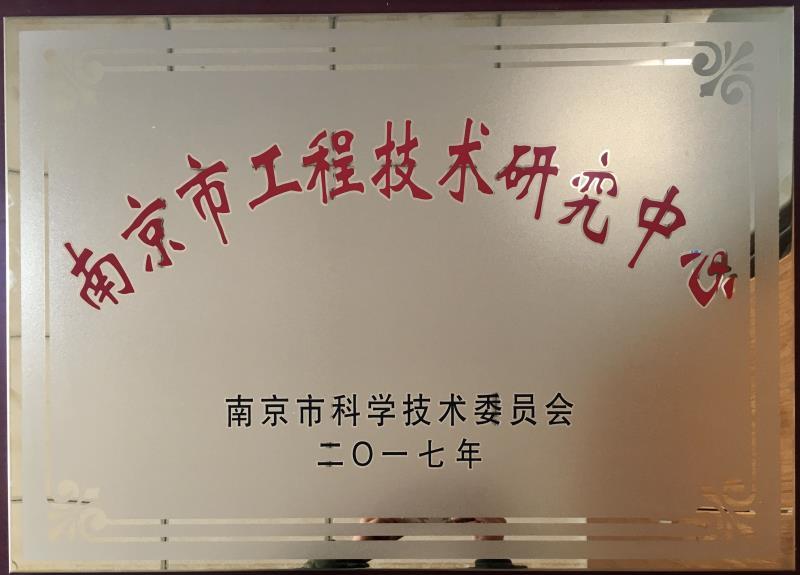 南京市工程技术研究中心
南京市科学技术委员会
二〇一七年